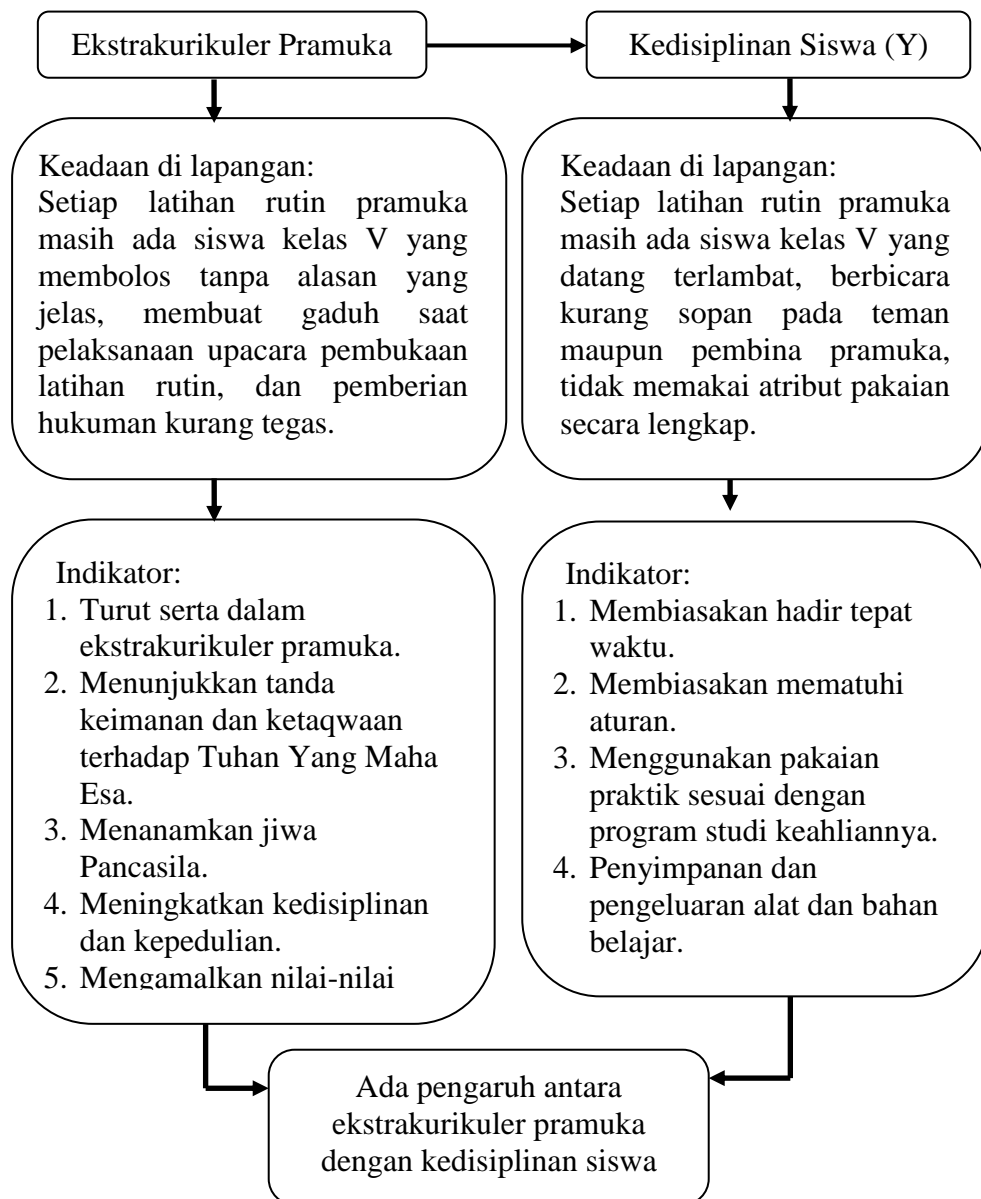 Ekstrakurikuler Pramuka
Kedisiplinan Siswa (Y)
Keadaan di lapangan:
Setiap latihan rutin pramuka
masih ada siswa kelas V yang
membolos tanpa alasan yang
jelas, membuat gaduh saat
pelaksanaan upacara pembukaan
latihan rutin, dan pemberian
hukuman kurang tegas.
Keadaan di lapangan:
Setiap latihan rutin pramuka
masih ada siswa kelas V yang
datang terlambat, berbicara
kurang sopan pada teman
maupun pembina pramuka,
tidak memakai atribut pakaian
secara lengkap.
Indikator:
1. Turut serta dalam
ekstrakurikuler pramuka.
2. Menunjukkan tanda
keimanan dan ketaqwaan
terhadap Tuhan Yang Maha
Esa.
3. Menanamkan jiwa
Pancasila.
4. Meningkatkan kedisiplinan
dan kepedulian.
5. Mengamalkan nilai-nilai
Indikator:
1. Membiasakan hadir tepat
waktu.
2. Membiasakan mematuhi
aturan.
3. Menggunakan pakaian
praktik sesuai dengan
program studi keahliannya.
4. Penyimpanan dan
pengeluaran alat dan bahan
belajar.
Ada pengaruh antara
ekstrakurikuler pramuka
dengan kedisiplinan siswa